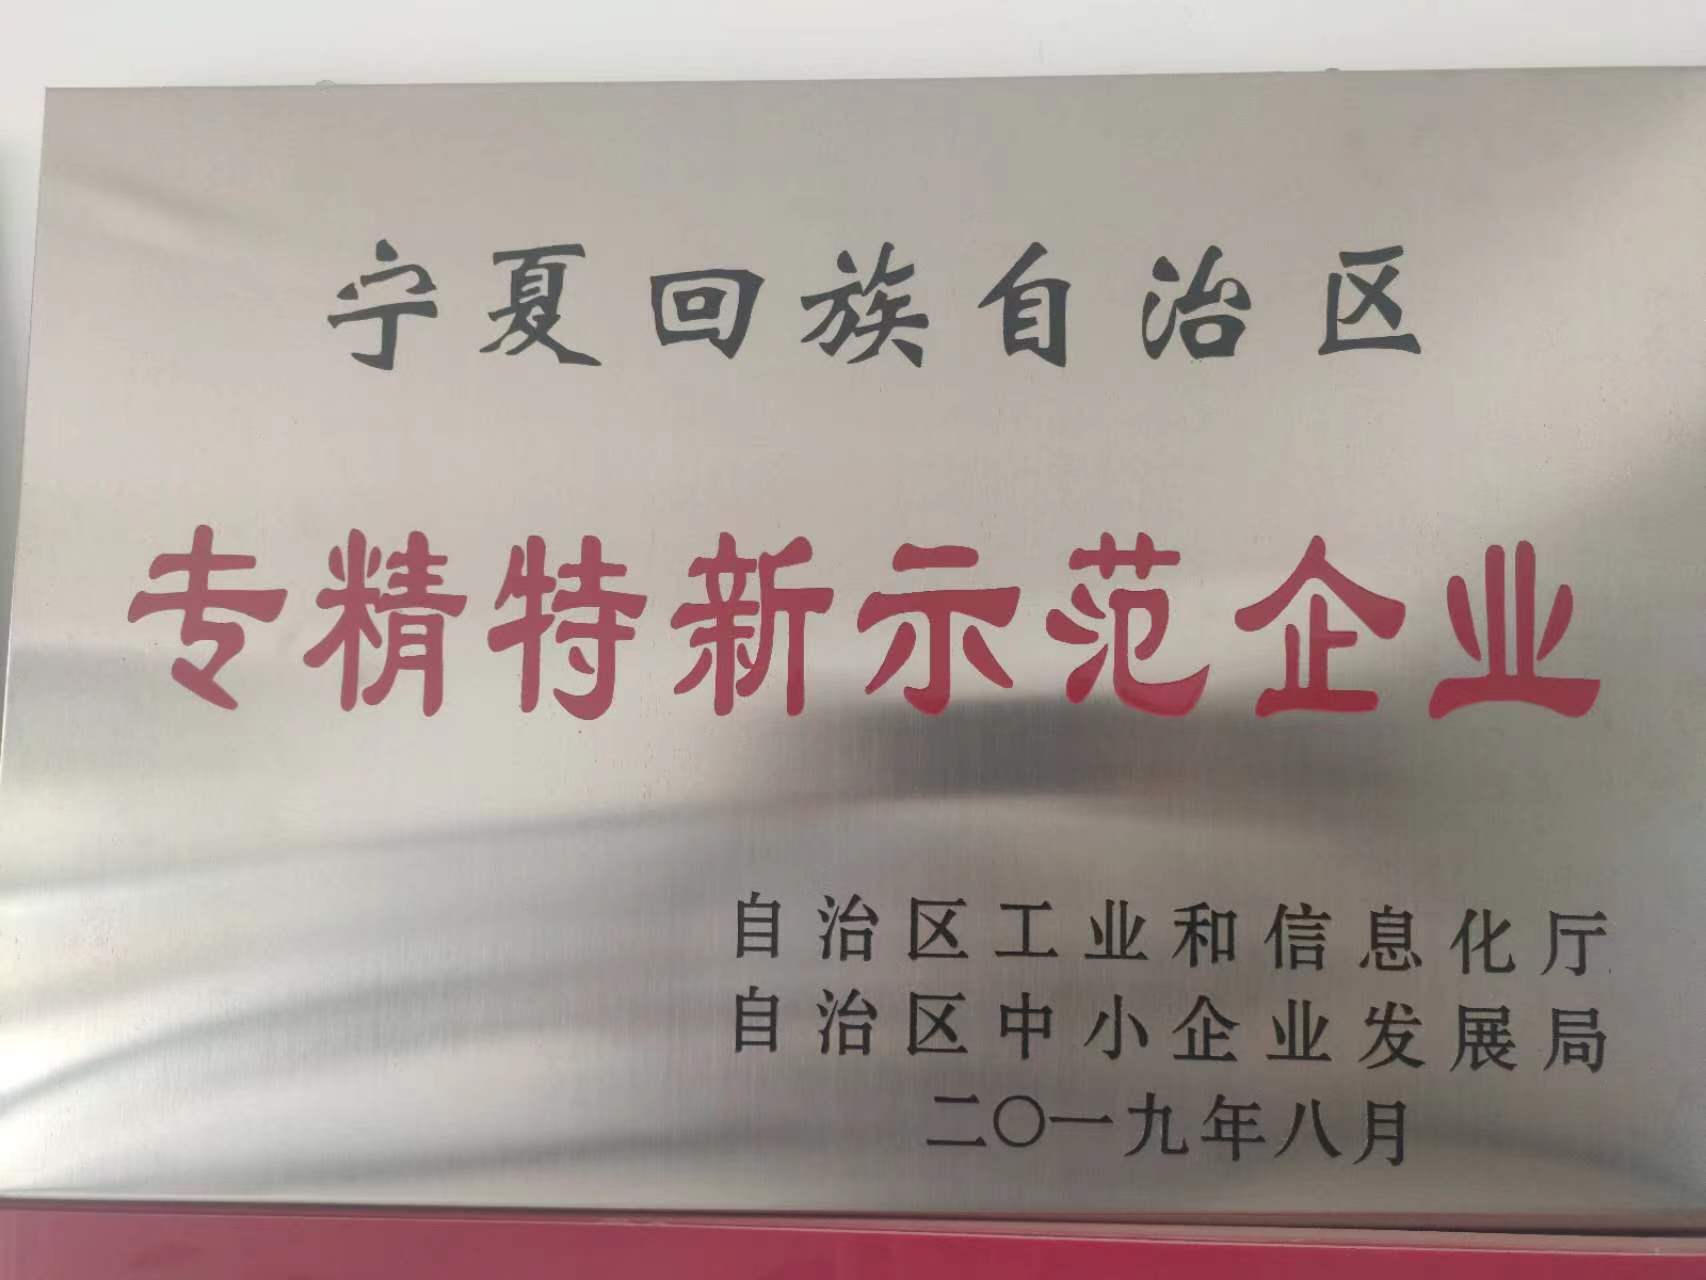 宁夏回族自治区
专精特新示范企业
自治区工业和信息化厅
自治区中小企业发展局
二〇一九年八月